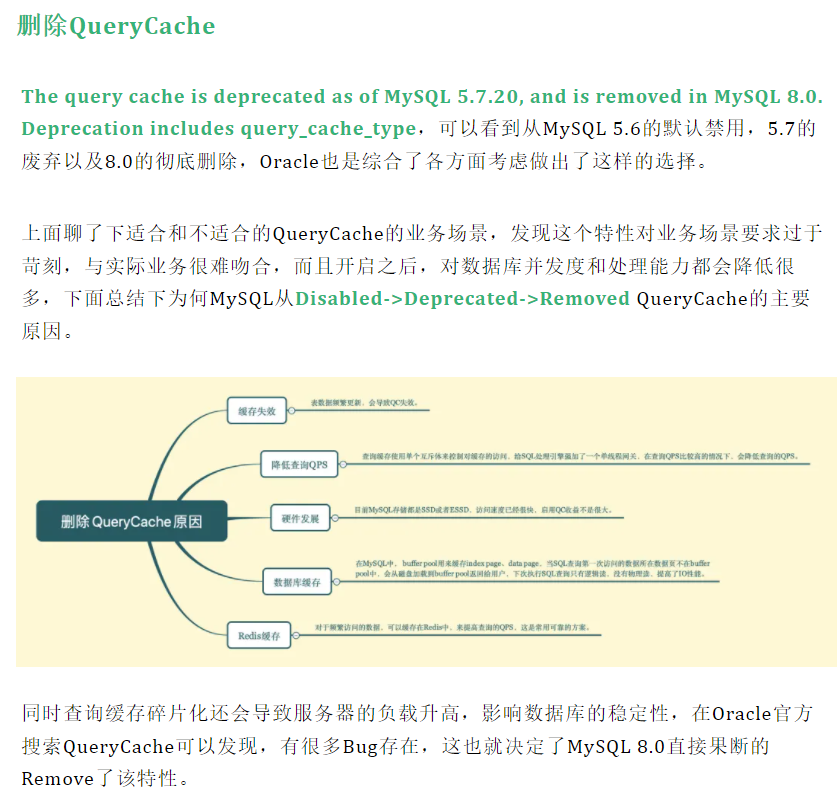 删除QueryCache
The query cache is deprecated as of MySQL 5.7.20, and is removed in MySQL 8.0.
Deprecation includes query_cache_type，可以看到从MySQL 5.6的默认禁用，5.7的
废弃以及8.0的彻底删除，Oracle也是综合了各方面考虑做出了这样的选择。
上面聊了下适合和不适合的QueryCache的业务场景，发现这个特性对业务场景要求过于
苛刻，与实际业务很难吻合，而且开启之后，对数据库并发度和处理能力都会降低很
多，下面总结下为何MySQL从Disabled->Deprecated->Removed QueryCache的主要
原因。
删除 QueryCache 原因
缓存失效
表数据频繁更新，会导致QC失效。
降低查询QPS
查询缓存使用单个互斥体来控制对缓存的访问，给SQL处理引擎强加了一个单线程网关，在查询QPS比较高的情况下，会降低查询的QPS。
硬件发展
目前MySQL存储都是SSD或者ESSD，访问速度已经很快，启用QC收益不是很大。
数据库缓存
在MySQL中，buffer pool用来缓存index page、data page，当SQL查询第一次访问的数据所在数据页不在buffer
pool中，会从磁盘加载到buffer pool返回给用户，下次执行SQL查询只有逻辑读，没有物理读，提高了IO性能。
Redis缓存
对于频繁访问的数据，可以缓存在Redis中，来提高查询的QPS，这是常用可靠的方案。
同时查询缓存碎片化还会导致服务器的负载升高，影响数据库的稳定性，在Oracle官方
搜索QueryCache可以发现，有很多Bug存在，这也就决定了MySQL 8.0直接果断的
Remove了该特性。